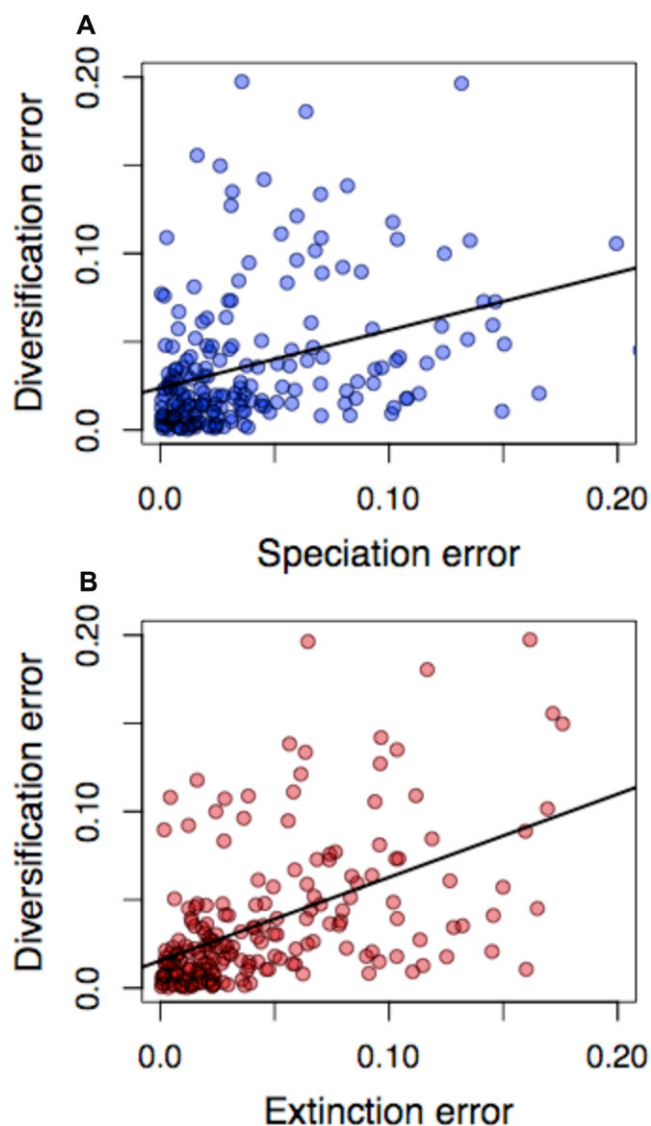 A
Diversification error
0.20
0.10
0.0
0.0 0.10 0.20
Speciation error
B
Diversification error
0.20
0.10
0.0
0.0 0.10 0.20
Extinction error